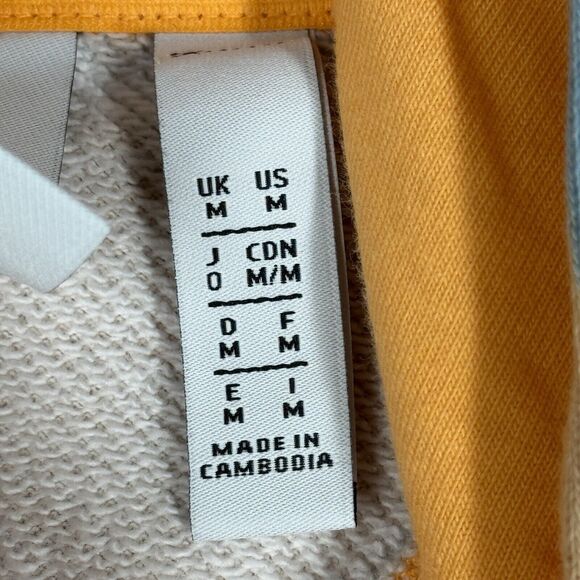 UK US
M M
J CDN
O M/M
D F
M M
E I
M M
MADE IN
CAMBODIA